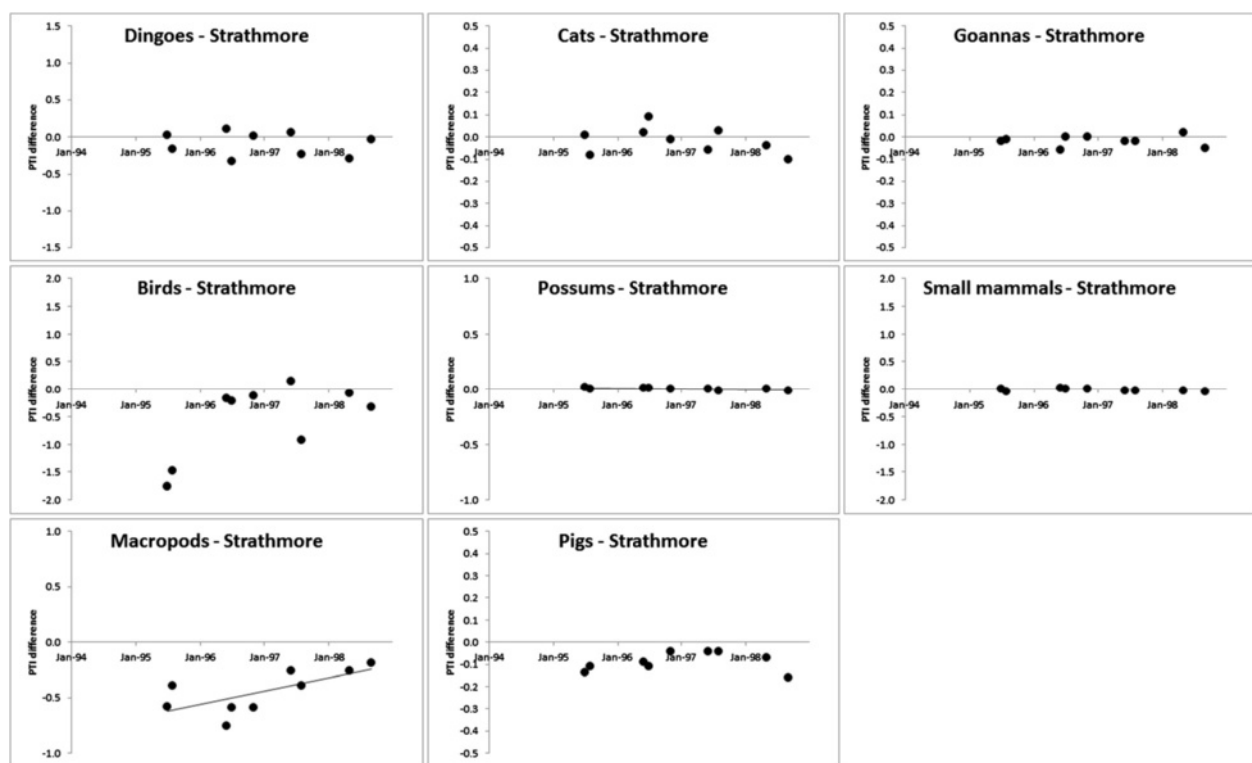 Dingoes - Strathmore
1.5
1.0
0.5
0.0
-0.5
-1.0
-1.5
PTI difference
Jan-94 Jan-95 Jan-96 Jan-97 Jan-98
Cats - Strathmore
0.5
0.4
0.3
0.2
0.1
0.0
-0.1
-0.2
-0.3
-0.4
-0.5
PTI difference
Jan-94 Jan-95 Jan-96 Jan-97 Jan-98
Goannas - Strathmore
0.5
0.4
0.3
0.2
0.1
0.0
-0.1
-0.2
-0.3
-0.4
-0.5
PTI difference
Jan-94 Jan-95 Jan-96 Jan-97 Jan-98
Birds - Strathmore
2.0
1.5
1.0
0.5
0.0
-0.5
-1.0
-1.5
-2.0
PTI difference
Jan-94 Jan-95 Jan-96 Jan-97 Jan-98
Possums - Strathmore
1.0
0.5
0.0
-0.5
-1.0
PTI difference
Jan-94 Jan-95 Jan-96 Jan-97 Jan-98
Small mammals - Strathmore
2.0
1.5
1.0
0.5
0.0
-0.5
-1.0
-1.5
-2.0
PTI difference
Jan-94 Jan-95 Jan-96 Jan-97 Jan-98
Macropods - Strathmore
1.0
0.5
0.0
-0.5
-1.0
PTI difference
Jan-94 Jan-95 Jan-96 Jan-97 Jan-98
Pigs - Strathmore
0.5
0.4
0.3
0.2
0.1
0.0
-0.1
-0.2
-0.3
-0.4
-0.5
PTI difference
Jan-94 Jan-95 Jan-96 Jan-97 Jan-98